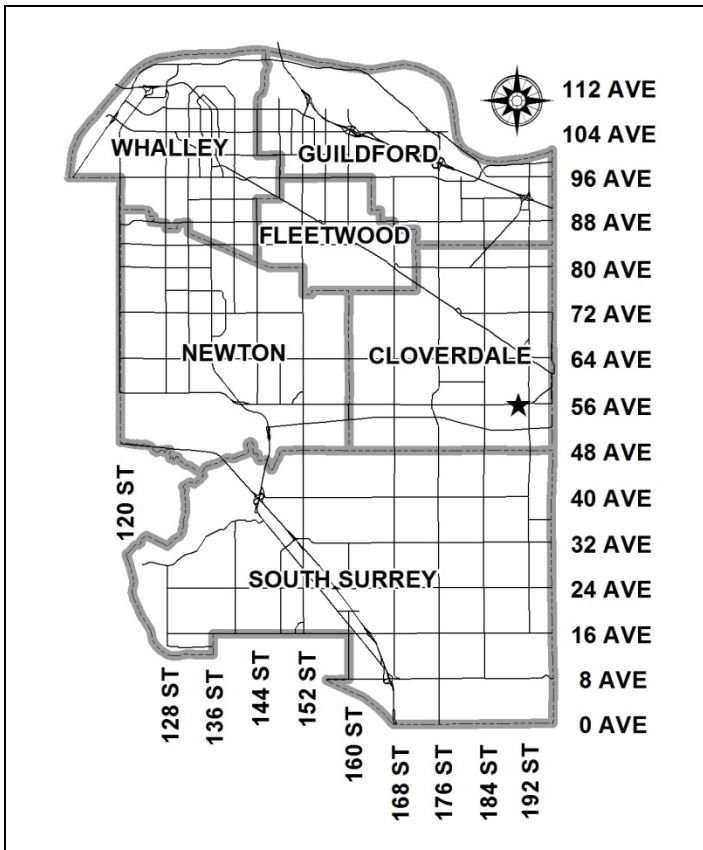 112 AVE
104 AVE
WHALLEY
GUILDFORD
96 AVE
88 AVE
FLEETWOOD
80 AVE
72 AVE
NEWTON
CLOVERDALE
64 AVE
56 AVE
48 AVE
120 ST
40 AVE
32 AVE
SOUTH SURREY
24 AVE
16 AVE
8 AVE
0 AVE
128 ST
136 ST
144 ST
152 ST
160 ST
168 ST
176 ST
184 ST
192 ST